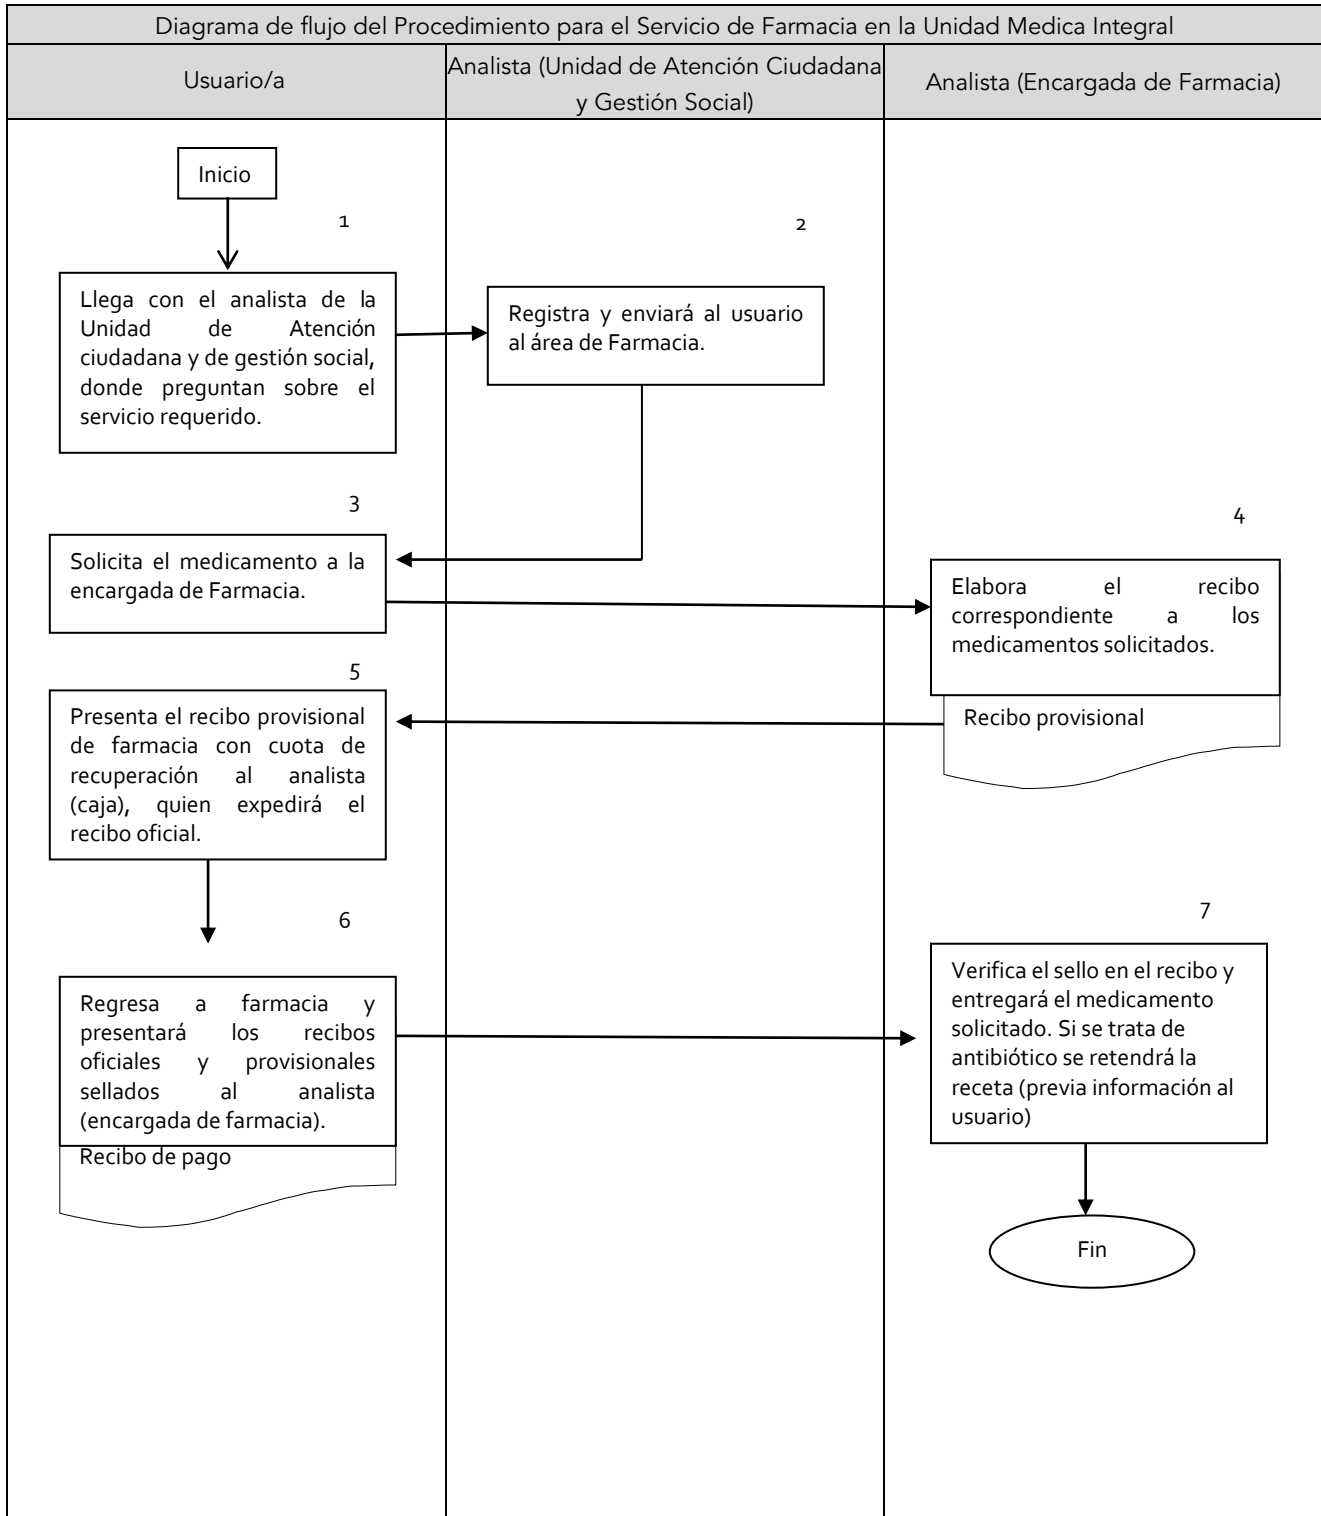 Diagrama de flujo del Procedimiento para el Servicio de Farmacia en la Unidad Medica Integral
Usuario/a
Analista (Unidad de Atención Ciudadana
y Gestión Social)
Analista (Encargada de Farmacia)
Inicio
1
Llega con el analista de la
Unidad de Atención
ciudadana y de gestión social,
donde preguntan sobre el
servicio requerido.
2
Registra y enviará al usuario
al área de Farmacia.
3
Solicita el medicamento a la
encargada de Farmacia.
4
Elabora el recibo
correspondiente a los
medicamentos solicitados.
Recibo provisional
5
Presenta el recibo provisional
de farmacia con cuota de
recuperación al analista
(caja), quien expedirá el
recibo oficial.
6
Regresa a farmacia y
presentará los recibos
oficiales y provisionales
sellados al analista
(encargada de farmacia).
Recibo de pago
7
Verifica el sello en el recibo y
entregará el medicamento
solicitado. Si se trata de
antibiótico se retendrá la
receta (previa información al
usuario)
Fin